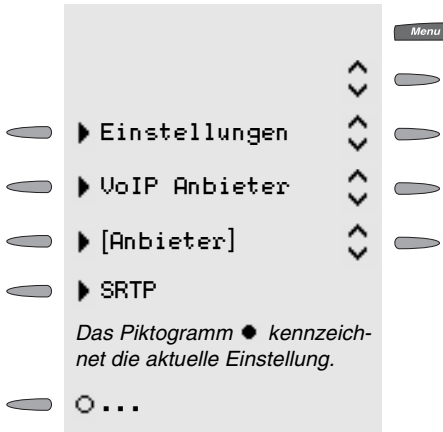 Menu
Einstellungen
VoIP Anbieter
[Anbieter]
SRTP
Das Piktogramm ● kennzeich-
net die aktuelle Einstellung.
○...